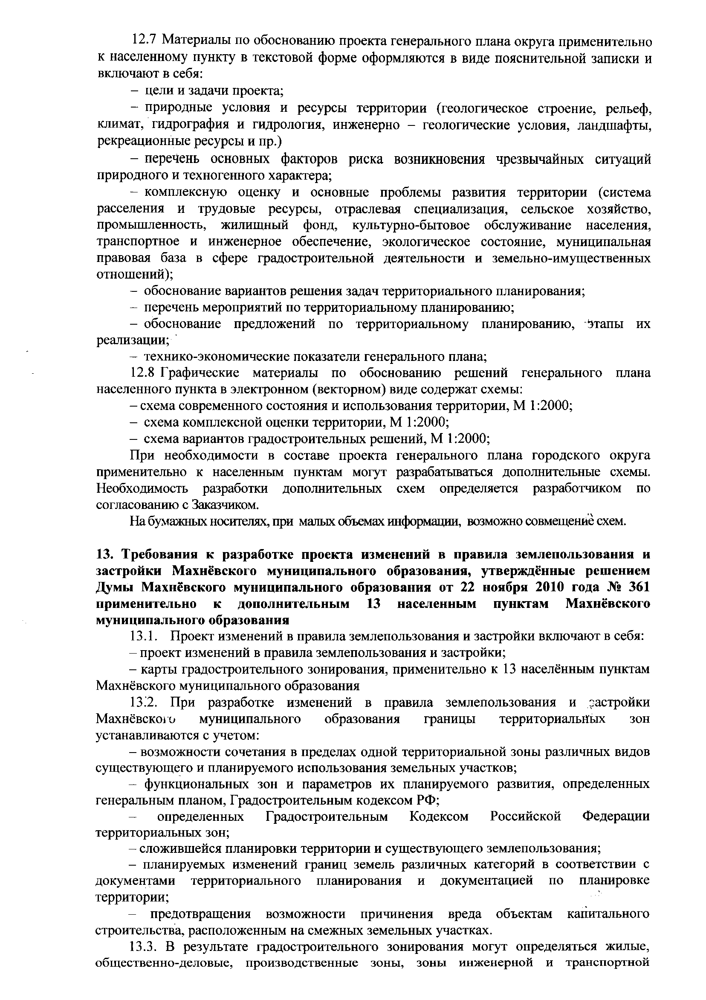 12.7 Материалы по обоснованию проекта генерального плана округа применительно
к населенному пункту в текстовой форме оформляются в виде пояснительной записки и
включают в себя:
– цели и задачи проекта;
– природные условия и ресурсы территории (геологическое строение, рельеф,
климат, гидрография и гидрология, инженерно – геологические условия, ландшафты,
рекреационные ресурсы и пр.)
– перечень основных факторов риска возникновения чрезвычайных ситуаций
природного и техногенного характера;
– комплексную оценку и основные проблемы развития территории (система
расселения и трудовые ресурсы, отраслевая специализация, сельское хозяйство,
промышленность, жилищный фонд, культурно-бытовое обслуживание населения,
транспортное и инженерное обеспечение, экологическое состояние, муниципальная
правовая база в сфере градостроительной деятельности и земельно-имущественных
отношений);
– обоснование вариантов решения задач территориального планирования;
– перечень мероприятий по территориальному планированию;
– обоснование предложений по территориальному планированию, этапы их
реализации;
– технико-экономические показатели генерального плана;
12.8 Графические материалы по обоснованию решений генерального плана
населенного пункта в электронном (векторном) виде содержат схемы:
– схема современного состояния и использования территории, М 1:2000;
– схема комплексной оценки территории, М 1:2000;
– схема вариантов градостроительных решений, М 1:2000;
При необходимости в составе проекта генерального плана городского округа
применительно к населенным пунктам могут разрабатываться дополнительные схемы.
Необходимость разработки дополнительных схем определяется разработчиком по
согласованию с Заказчиком.
На бумажных носителях, при малых объемах информации, возможно совмещение схем.
13. Требования к разработке проекта изменений в правила землепользования и
застройки Махнёвского муниципального образования, утверждённые решением
Думы Махнёвского муниципального образования от 22 ноября 2010 года № 361
применительно к дополнительным 13 населенным пунктам Махнёвского
муниципального образования
13.1. Проект изменений в правила землепользования и застройки включают в себя:
– проект изменений в правила землепользования и застройки;
– карты градостроительного зонирования, применительно к 13 населённым пунктам
Махнёвского муниципального образования
13.2. При разработке изменений в правила землепользования и застройки
Махнёвского муниципального образования границы территориальных зон
устанавливаются с учетом:
– возможности сочетания в пределах одной территориальной зоны различных видов
существующего и планируемого использования земельных участков;
– функциональных зон и параметров их планируемого развития, определенных
генеральным планом, Градостроительным кодексом РФ;
– определенных Градостроительным Кодексом Российской Федерации
территориальных зон;
– сложившейся планировки территории и существующего землепользования;
– планируемых изменений границ земель различных категорий в соответствии с
документами территориального планирования и документацией по планировке
территории;
– предотвращения возможности причинения вреда объектам капитального
строительства, расположенным на смежных земельных участках.
13.3. В результате градостроительного зонирования могут определяться жилые,
общественно-деловые, производственные зоны, зоны инженерной и транспортной